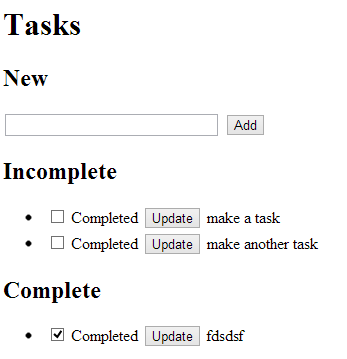 Tasks
New
Add
Incomplete
Completed Update make a task
Completed Update make another task
Complete
Completed Update fdsdsf